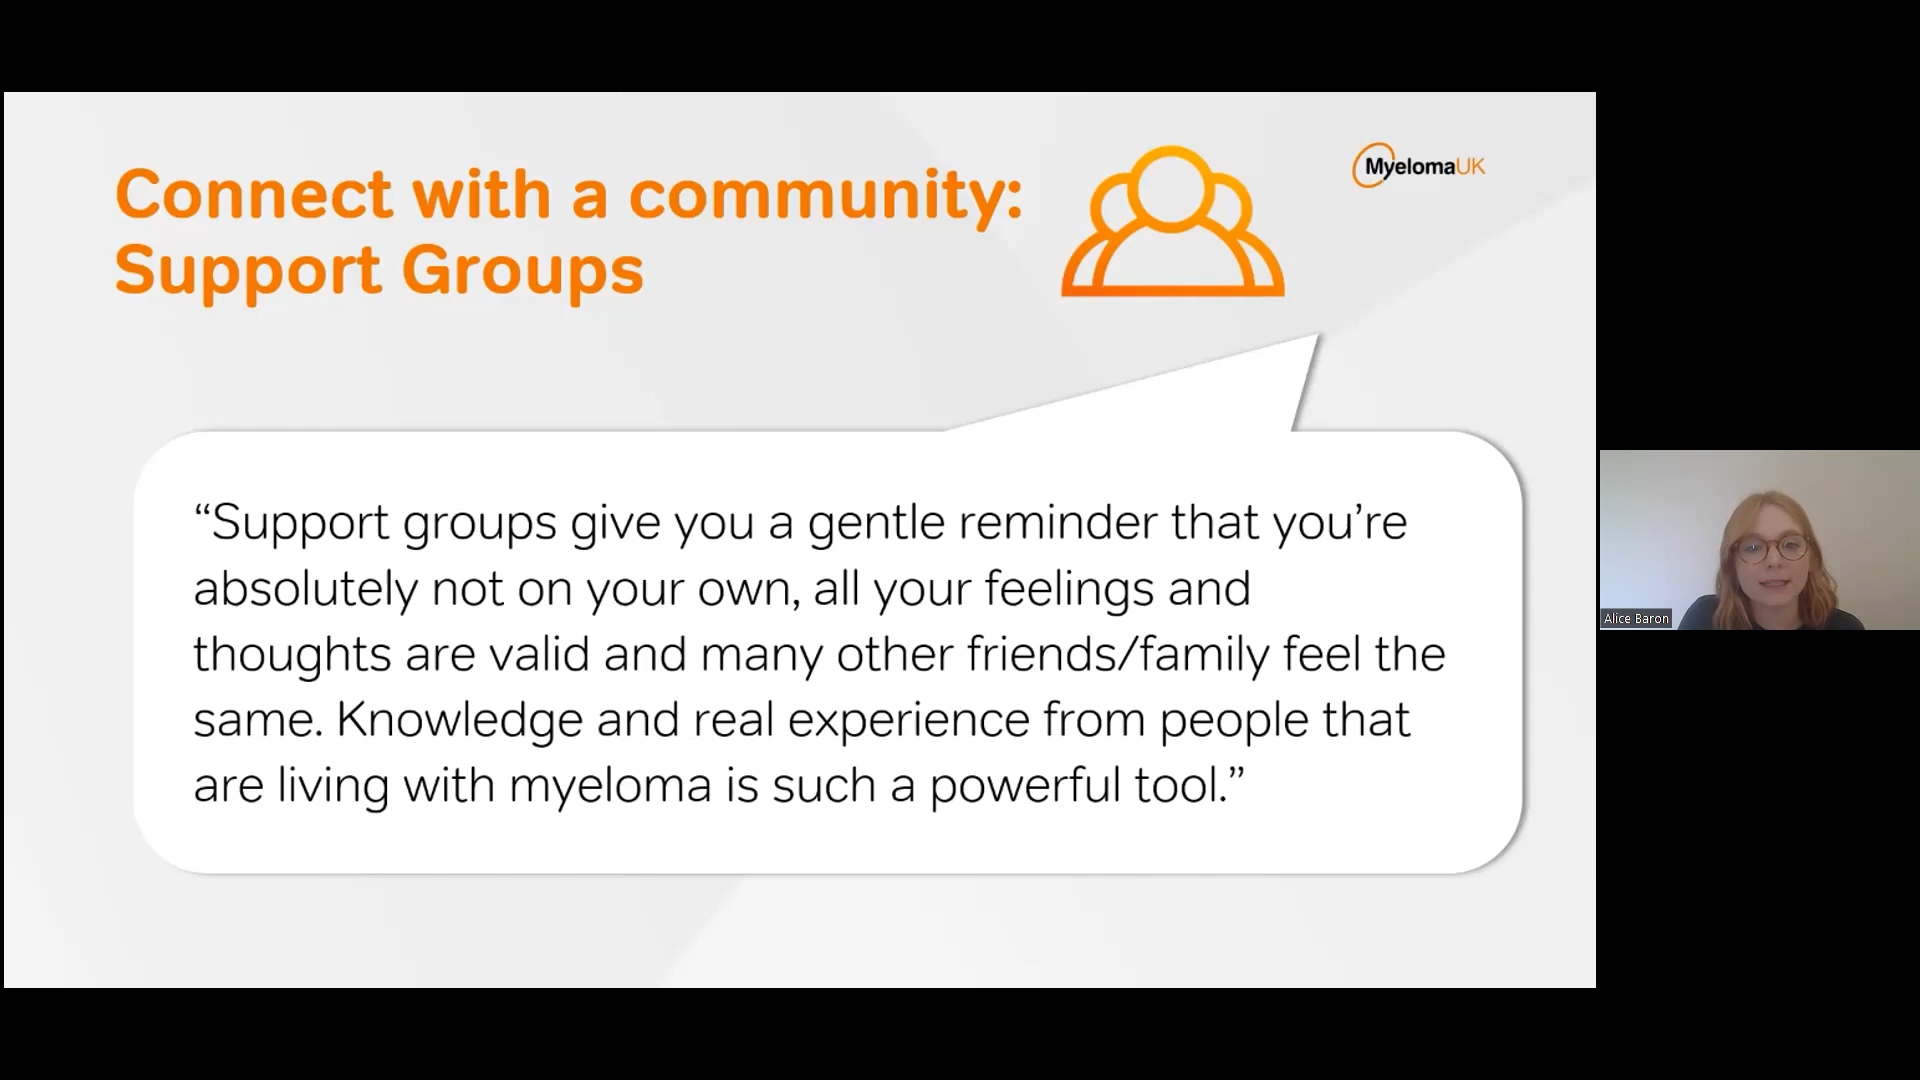 Connect with a community:
Support Groups
MyelomaUK
“Support groups give you a gentle reminder that you’re
absolutely not on your own, all your feelings and
thoughts are valid and many other friends/family feel the
same. Knowledge and real experience from people that
are living with myeloma is such a powerful tool.”
Alice Baron